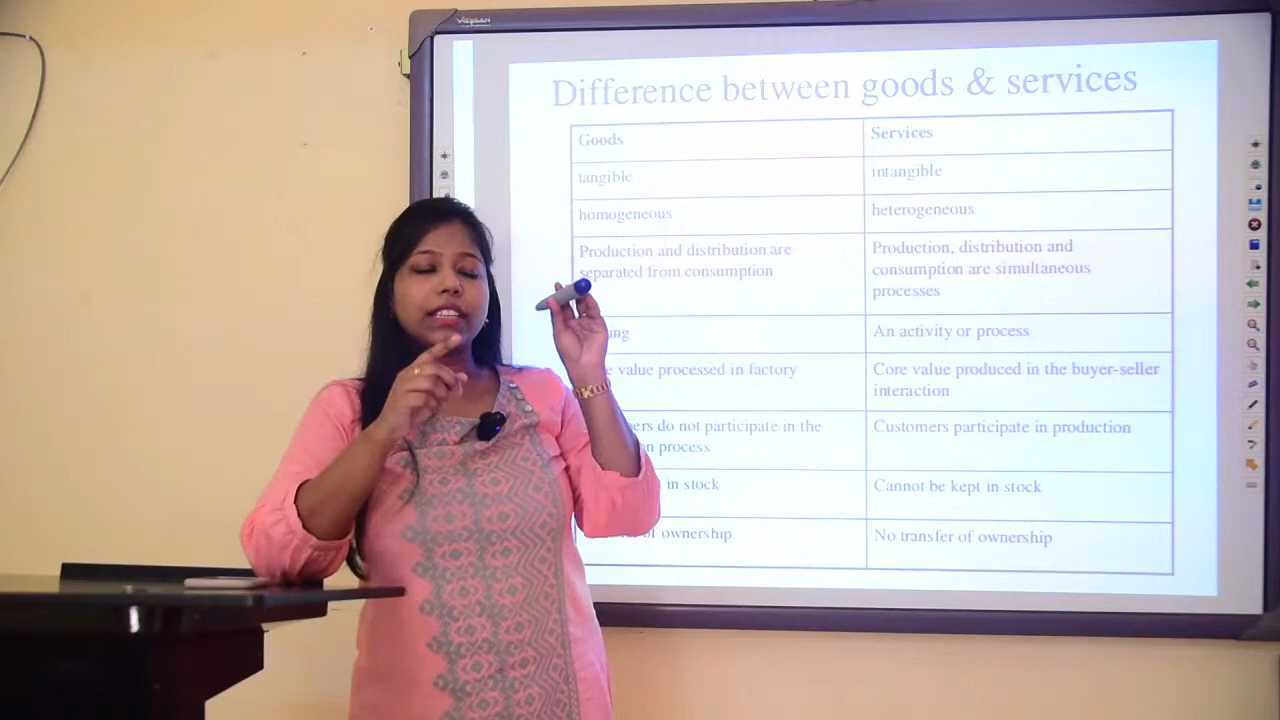 VIDYAAN
Difference between goods & services
Goods
Services
tangible
intangible
homogeneous
heterogeneous
Production and distribution are
separated from consumption
Production, distribution and
consumption are simultaneous
processes
An activity or process
value processed in factory
Core value produced in the buyer-seller
interaction
do not participate in the
process
Customers participate in production
in stock
Cannot be kept in stock
of ownership
No transfer of ownership